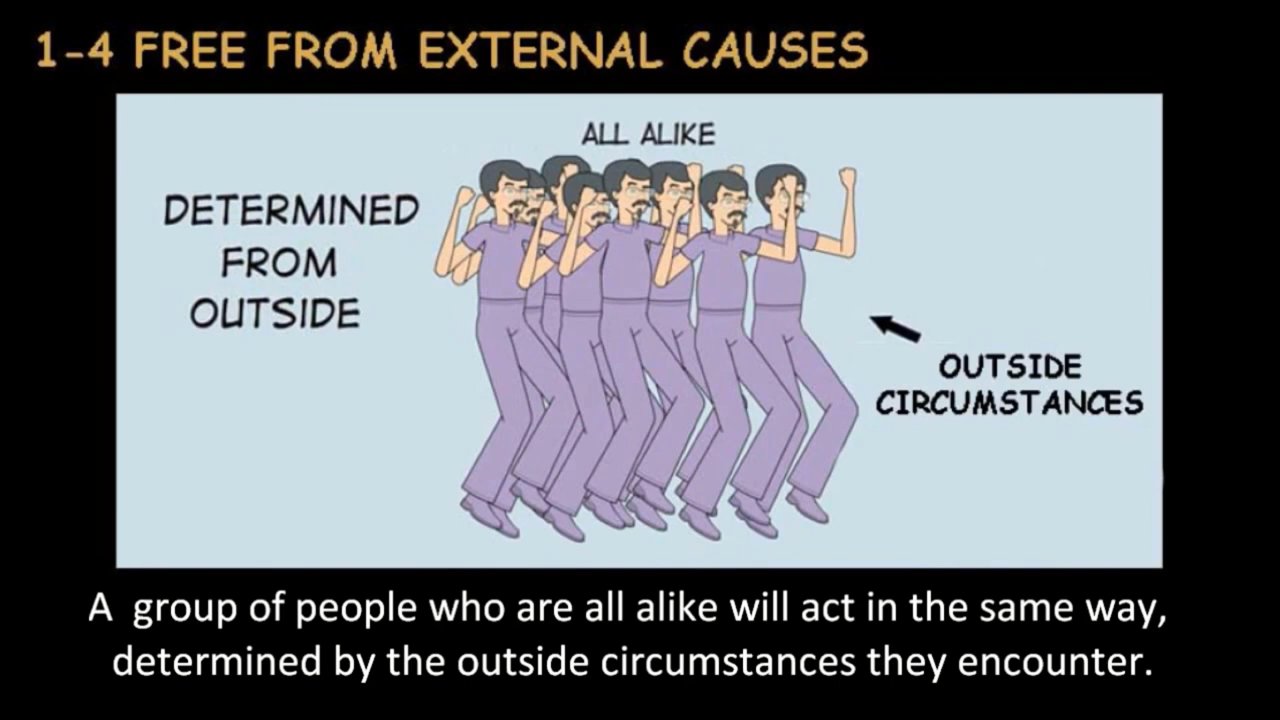 1-4 FREE FROM EXTERNAL CAUSES
ALL ALIKE
DETERMINED
FROM
OUTSIDE
OUTSIDE
CIRCUMSTANCES
A  group of people who are all alike will act in the same way,
determined by the outside circumstances they encounter.